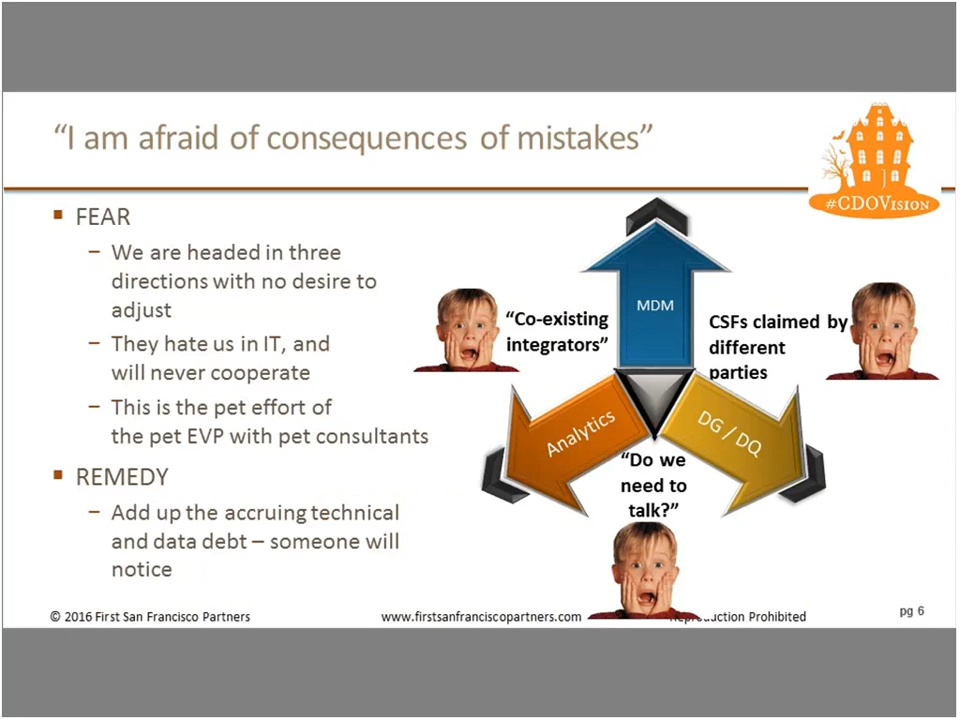 “I am afraid of consequences of mistakes”
#CDOVISION
▪ FEAR
– We are headed in three
directions with no desire to
adjust
– They hate us in IT, and
will never cooperate
– This is the pet effort of
the pet EVP with pet consultants
▪ REMEDY
– Add up the accruing technical
and data debt – someone will
notice
MDM
“Co-existing
integrators”
CSFs claimed by
different
parties
Analytics
DG / DQ
“Do we
need to
talk?”
© 2016 First San Francisco Partners
www.firstsanfranciscopartners.com
Reproduction Prohibited
pg 6